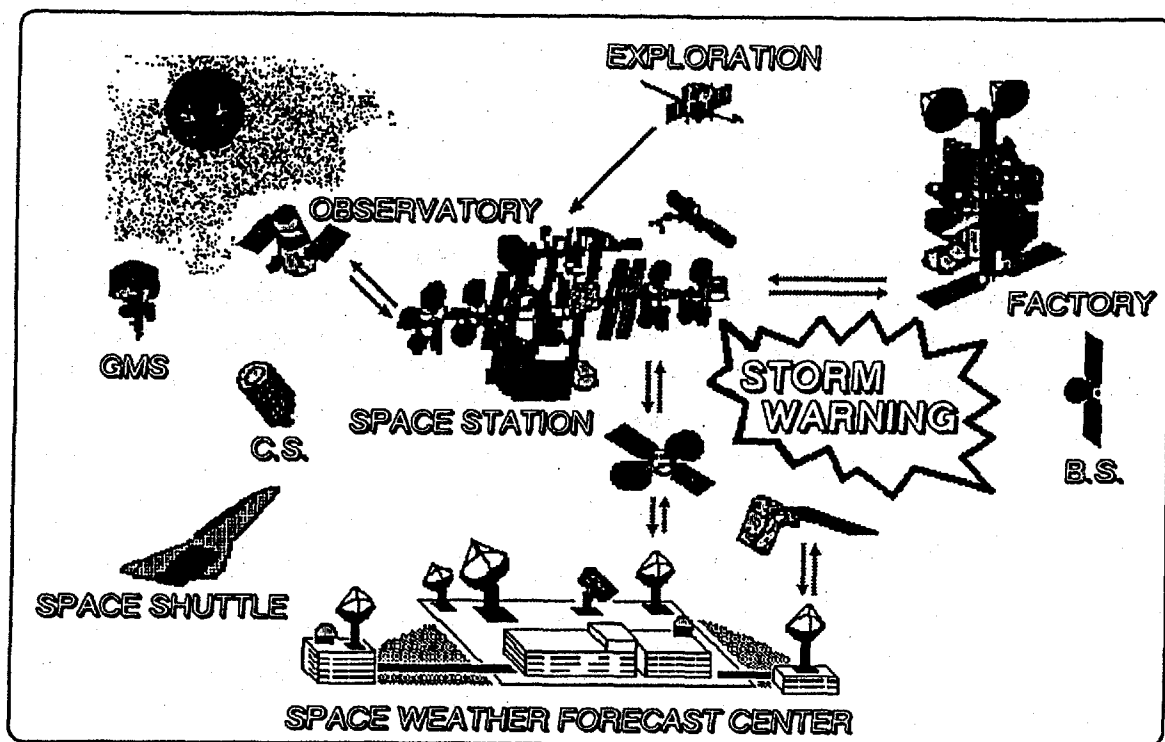 EXPLORATION
OBSERVATORY
FACTORY
GMS
STORM
WARNING
SPACE STATION
C.S.
B.S.
SPACE SHUTTLE
SPACE WEATHER FORECAST CENTER